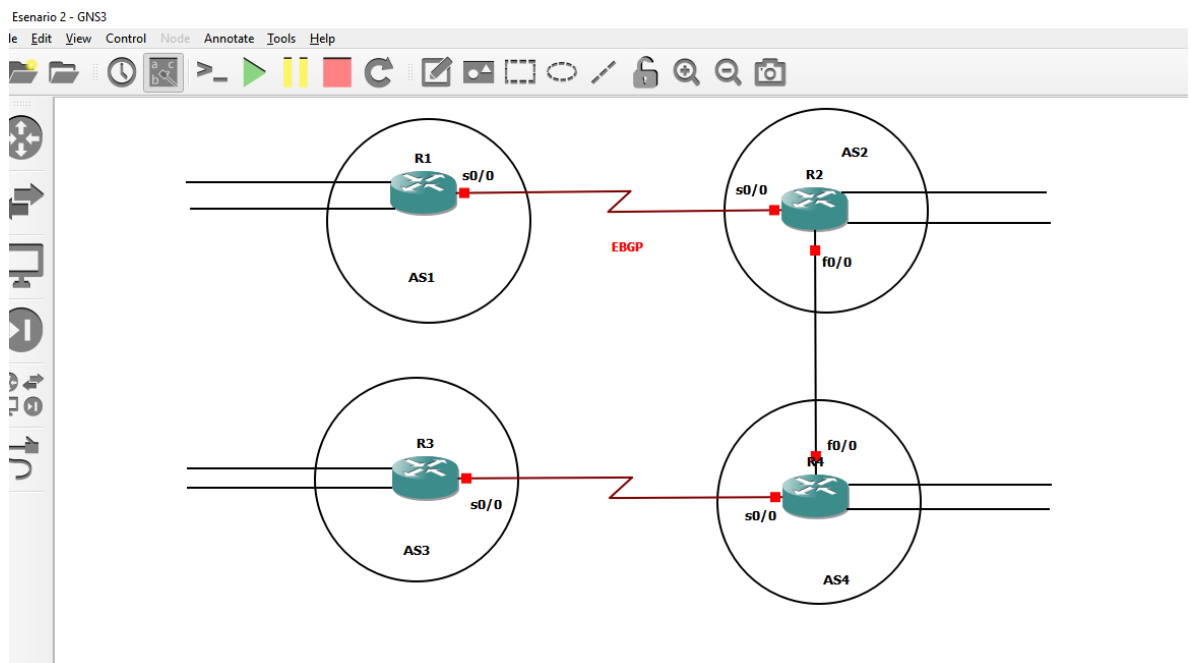 Esenario 2 - GNS3
le Edit View Control Node Annotate Tools Help
R1
s0/0
AS1
EBGP
AS2
R2
s0/0
f0/0
R3
s0/0
AS3
f0/0
R4
s0/0
AS4